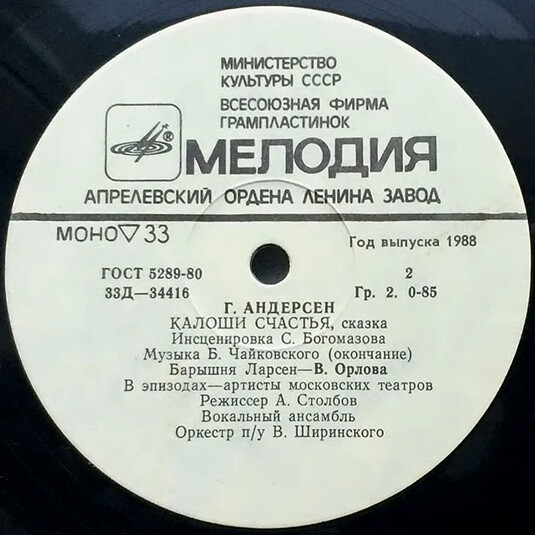 МИНИСТЕРСТВО
КУЛЬТУРЫ СССР
ВСЕСОЮЗНАЯ ФИРМА
ГРАМПЛАСТИНОК
® МЕЛОДИЯ
АПРЕЛЕВСКИЙ ОРДЕНА ЛЕНИНА ЗАВОД
МОНО ▽ 33
Год выпуска 1988
ГОСТ 5289-80
2
33Д—34416
Гр. 2. 0-85
Г. АНДЕРСЕН
КАЛОШИ СЧАСТЬЯ, сказка
Инсценировка С. Богомазова
Музыка Б. Чайковского (окончание)
Барышня Ларсен—В. Орлова
В эпизодах—артисты московских театров
Режиссер А. Столбов
Вокальный ансамбль
Оркестр п/у В. Ширинского